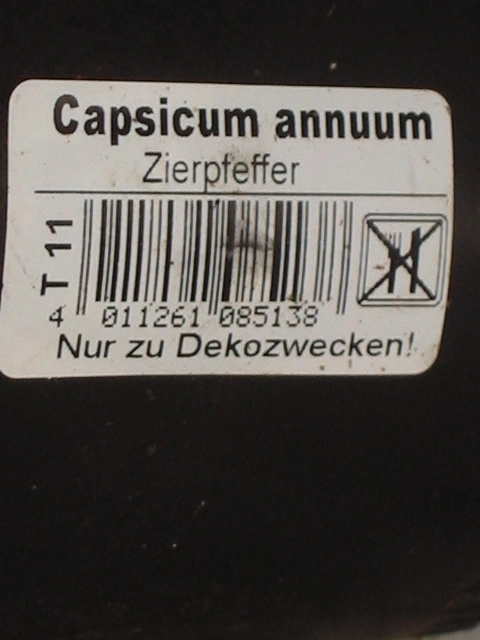 Capsicum annuum
Zierpfeffer
T 11
4 011261 085138
Nur zu Dekozwecken!